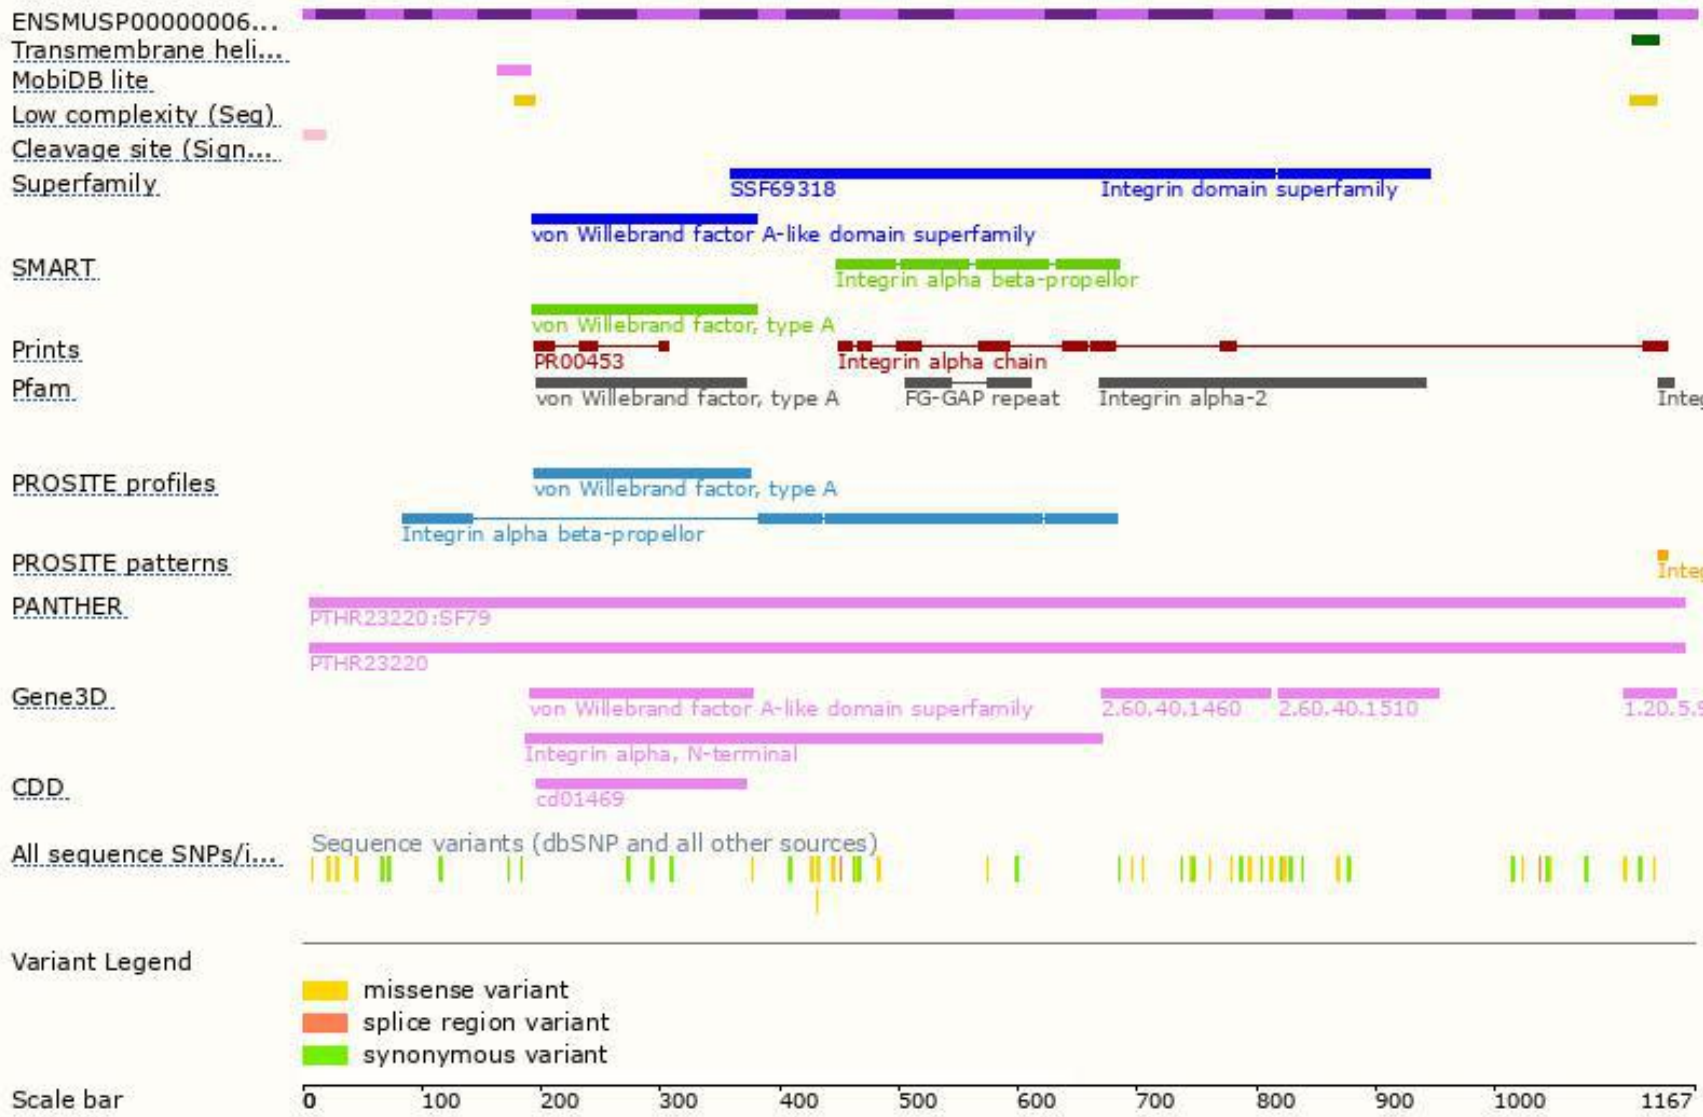 ENSMUSP00000006...
Transmembrane heli...
MobiDB lite
Low complexity (Seg)
Cleavage site (Sign...
Superfamily
SSF69318 Integrin domain superfamily
von Willebrand factor A-like domain superfamily
SMART
Integrin alpha beta-propellor
von Willebrand factor, type A
Prints
PR00453 Integrin alpha chain
Pfam
von Willebrand factor, type A FG-GAP repeat Integrin alpha-2 Integ
PROSITE profiles
von Willebrand factor, type A
Integrin alpha beta-propellor
PROSITE patterns
Integ
PANTHER
PTHR23220:SF79
PTHR23220
Gene3D
von Willebrand factor A-like domain superfamily 2.60.40.1460 2.60.40.1510 1.20.5.9
Integrin alpha, N-terminal
CDD
cd01469
Sequence variants (dbSNP and all other sources)
All sequence SNPs/i...
Variant Legend
missense variant
splice region variant
synonymous variant
Scale bar 0 100 200 300 400 500 600 700 800 900 1000 1167